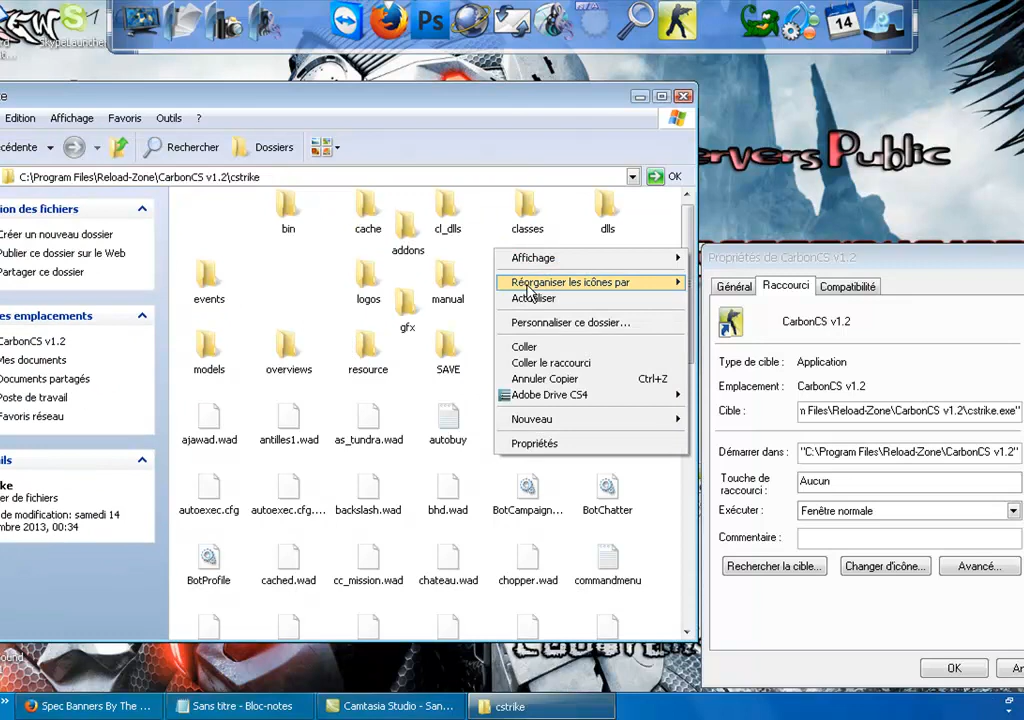 SkypeLauncher
14
Servers Public
Edition Affichage Favoris Outils ?
cédente Rechercher Dossiers
C:\Program Files\Reload-Zone\CarbonCS v1.2\cstrike OK
ion des fichiers
Créer un nouveau dossier
Publier ce dossier sur le Web
Partager ce dossier
es emplacements
CarbonCS v1.2
Mes documents
Documents partagés
Poste de travail
Favoris réseau
ils
ke
er de fichiers
de modification: samedi 14
mbre 2013, 00:34
bin cache addons cl_dlls classes dlls
events logos gfx manual
models overviews resource SAVE
ajawad.wad antilles1.wad as_tundra.wad autobuy
autoexec.cfg autoexec.cfg.... backslash.wad bhd.wad BotCampaign... BotChatter
BotProfile cached.wad cc_mission.wad chateau.wad chopper.wad commandmenu
Affichage
Réorganiser les icônes par
Actualiser
Personnaliser ce dossier...
Coller
Coller le raccourci
Annuler Copier Ctrl+Z
Adobe Drive CS4
Nouveau
Propriétés
Propriétés de CarbonCS v1.2
Général Raccourci Compatibilité
CarbonCS v1.2
Type de cible : Application
Emplacement : CarbonCS v1.2
Cible : n Files\Reload-Zone\CarbonCS v1.2\cstrike.exe"
Démarrer dans : "C:\Program Files\Reload-Zone\CarbonCS v1.2"
Touche de raccourci : Aucun
Exécuter : Fenêtre normale
Commentaire :
Rechercher la cible... Changer d'icône... Avancé...
OK An
Spec Banners By The ... Sans titre - Bloc-notes Camtasia Studio - San... cstrike